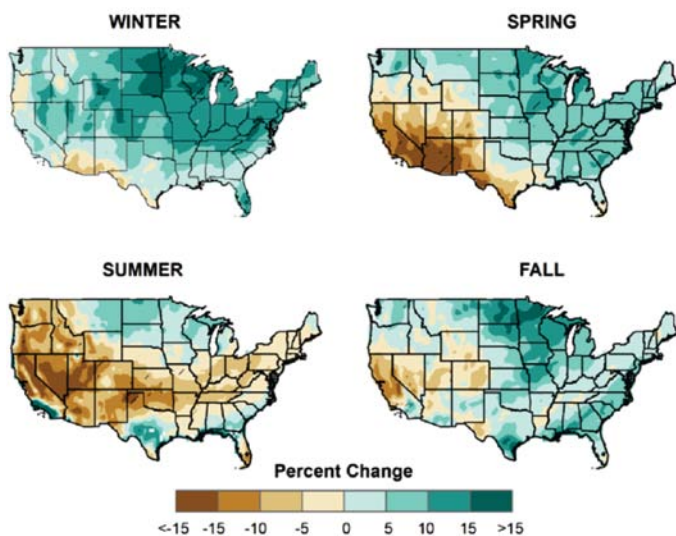 WINTER
SPRING
SUMMER
FALL
Percent Change
<-15 -15 -10 -5 0 5 10 15 >15